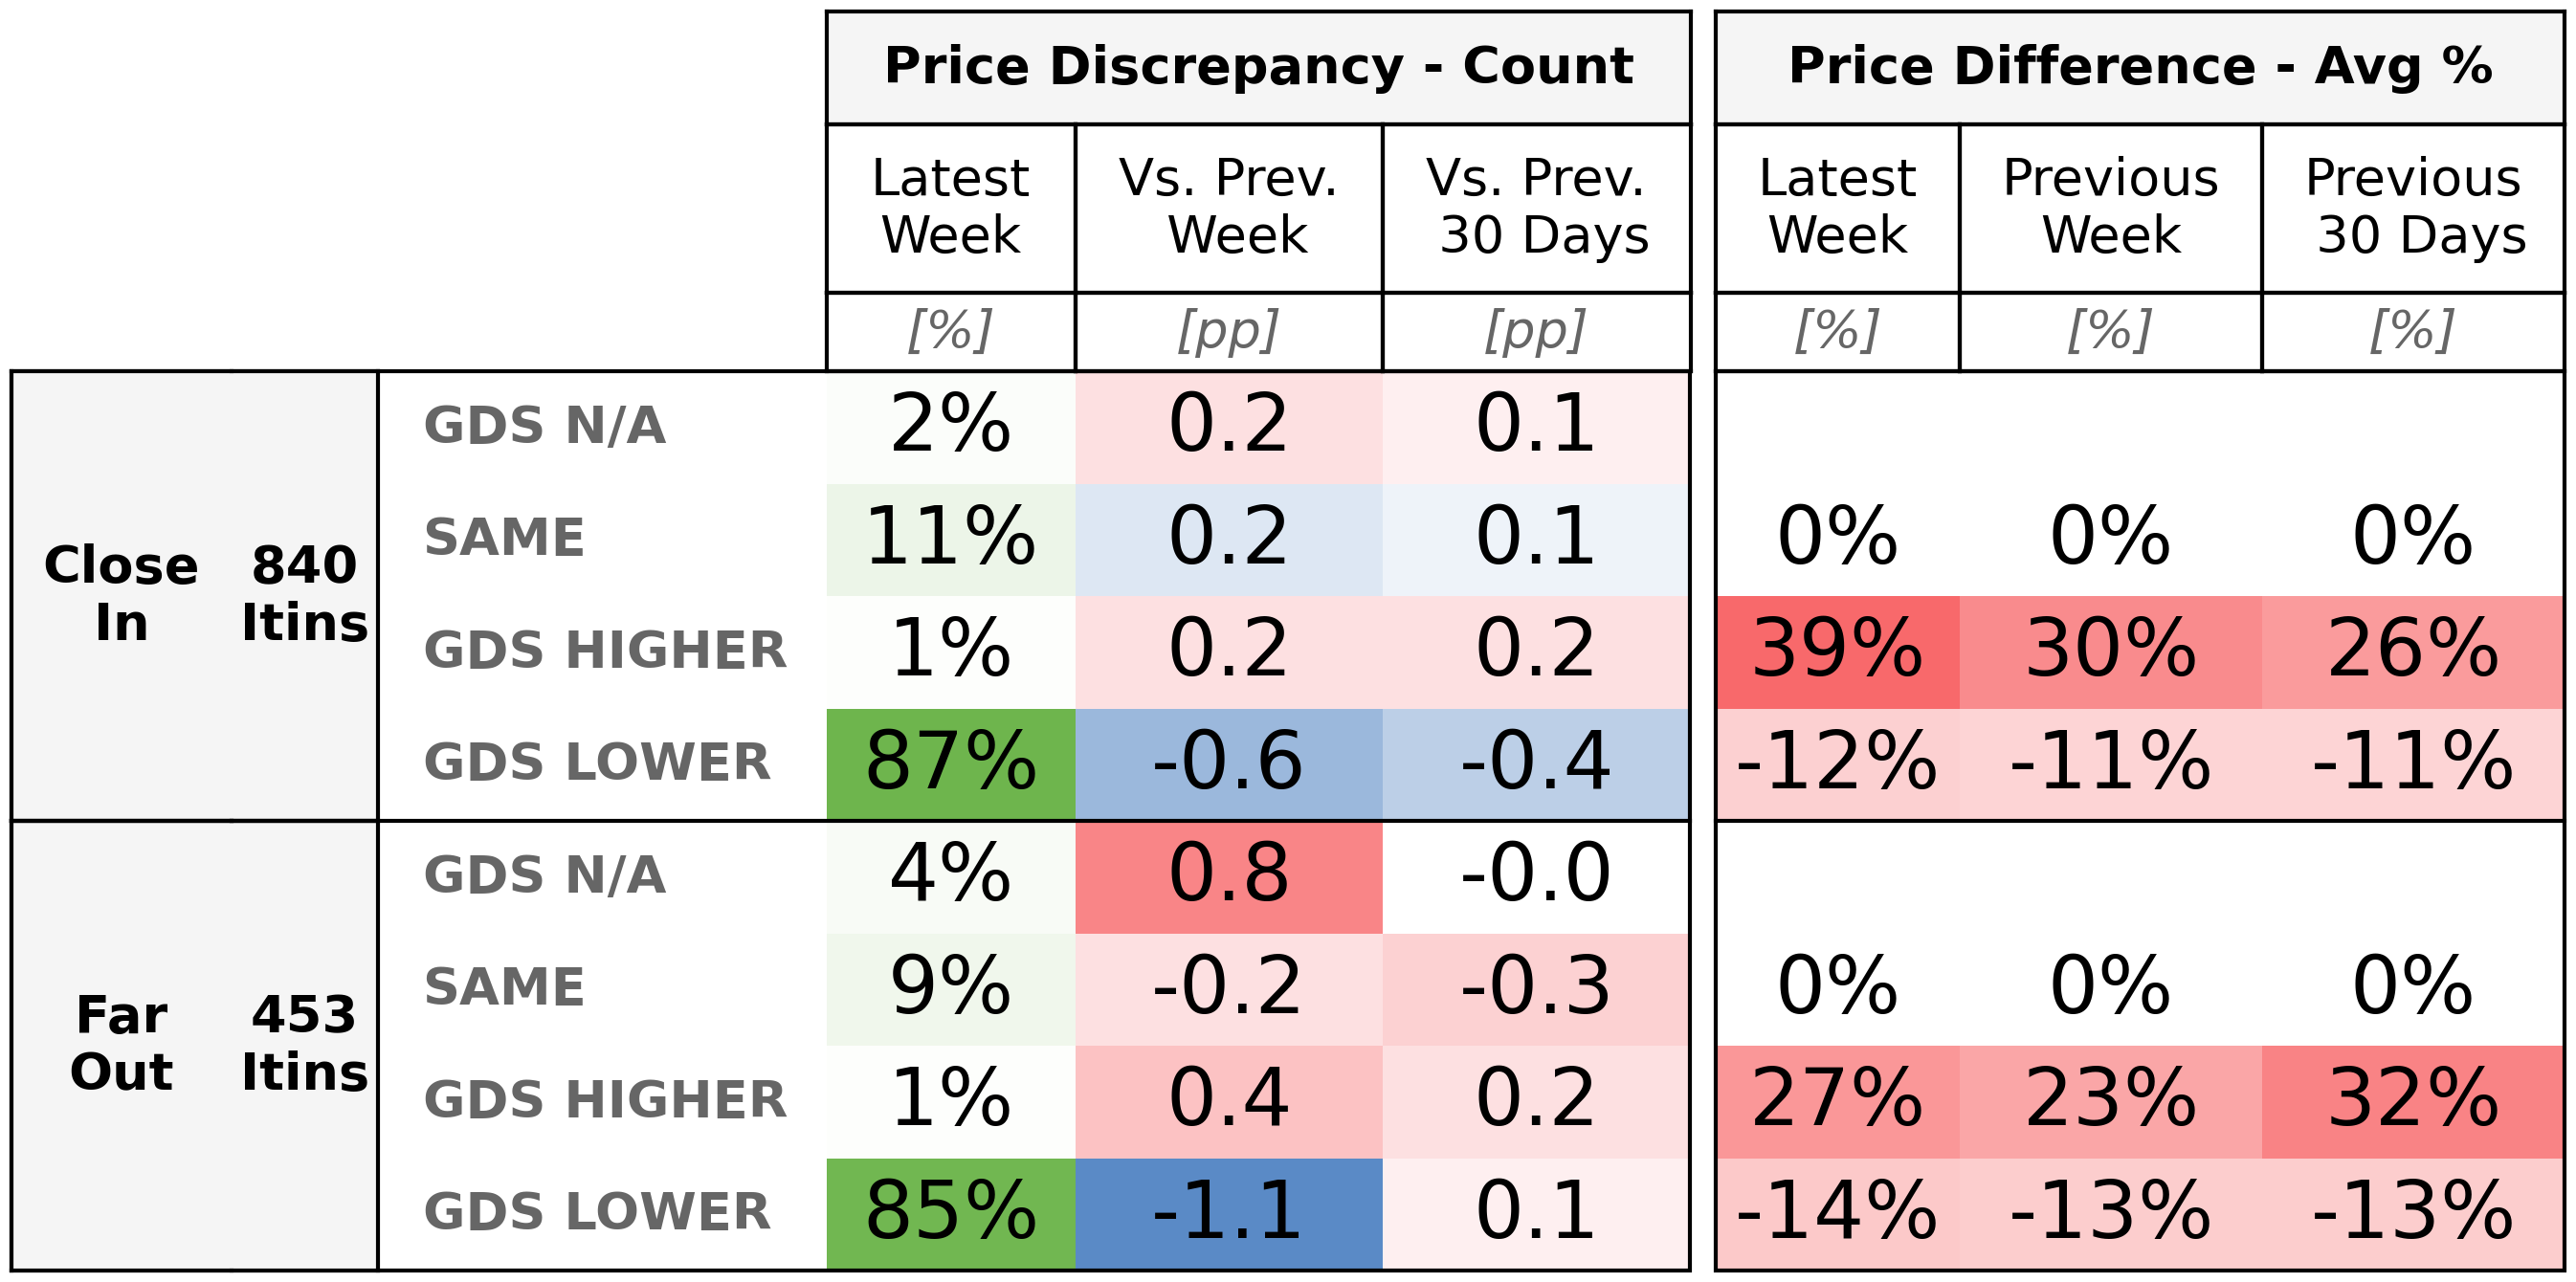 Price Discrepancy - Count Price Difference - Avg %
Latest Week Vs. Prev. Week Vs. Prev. 30 Days Latest Week Previous Week Previous 30 Days
[%] [pp] [pp] [%] [%] [%]
Close In 840 Itins
GDS N/A 2% 0.2 0.1
SAME 11% 0.2 0.1 0% 0% 0%
GDS HIGHER 1% 0.2 0.2 39% 30% 26%
GDS LOWER 87% -0.6 -0.4 -12% -11% -11%
Far Out 453 Itins
GDS N/A 4% 0.8 -0.0
SAME 9% -0.2 -0.3 0% 0% 0%
GDS HIGHER 1% 0.4 0.2 27% 23% 32%
GDS LOWER 85% -1.1 0.1 -14% -13% -13%